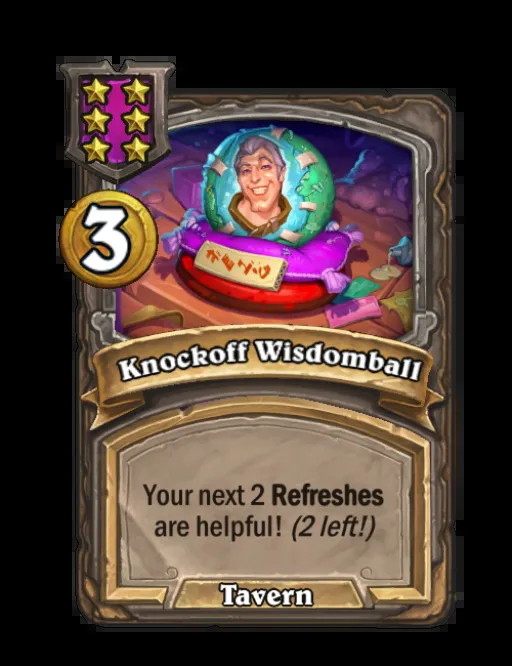 3
Knockoff Wisdomball
Your next 2 Refreshes
are helpful! (2 left!)
Tavern